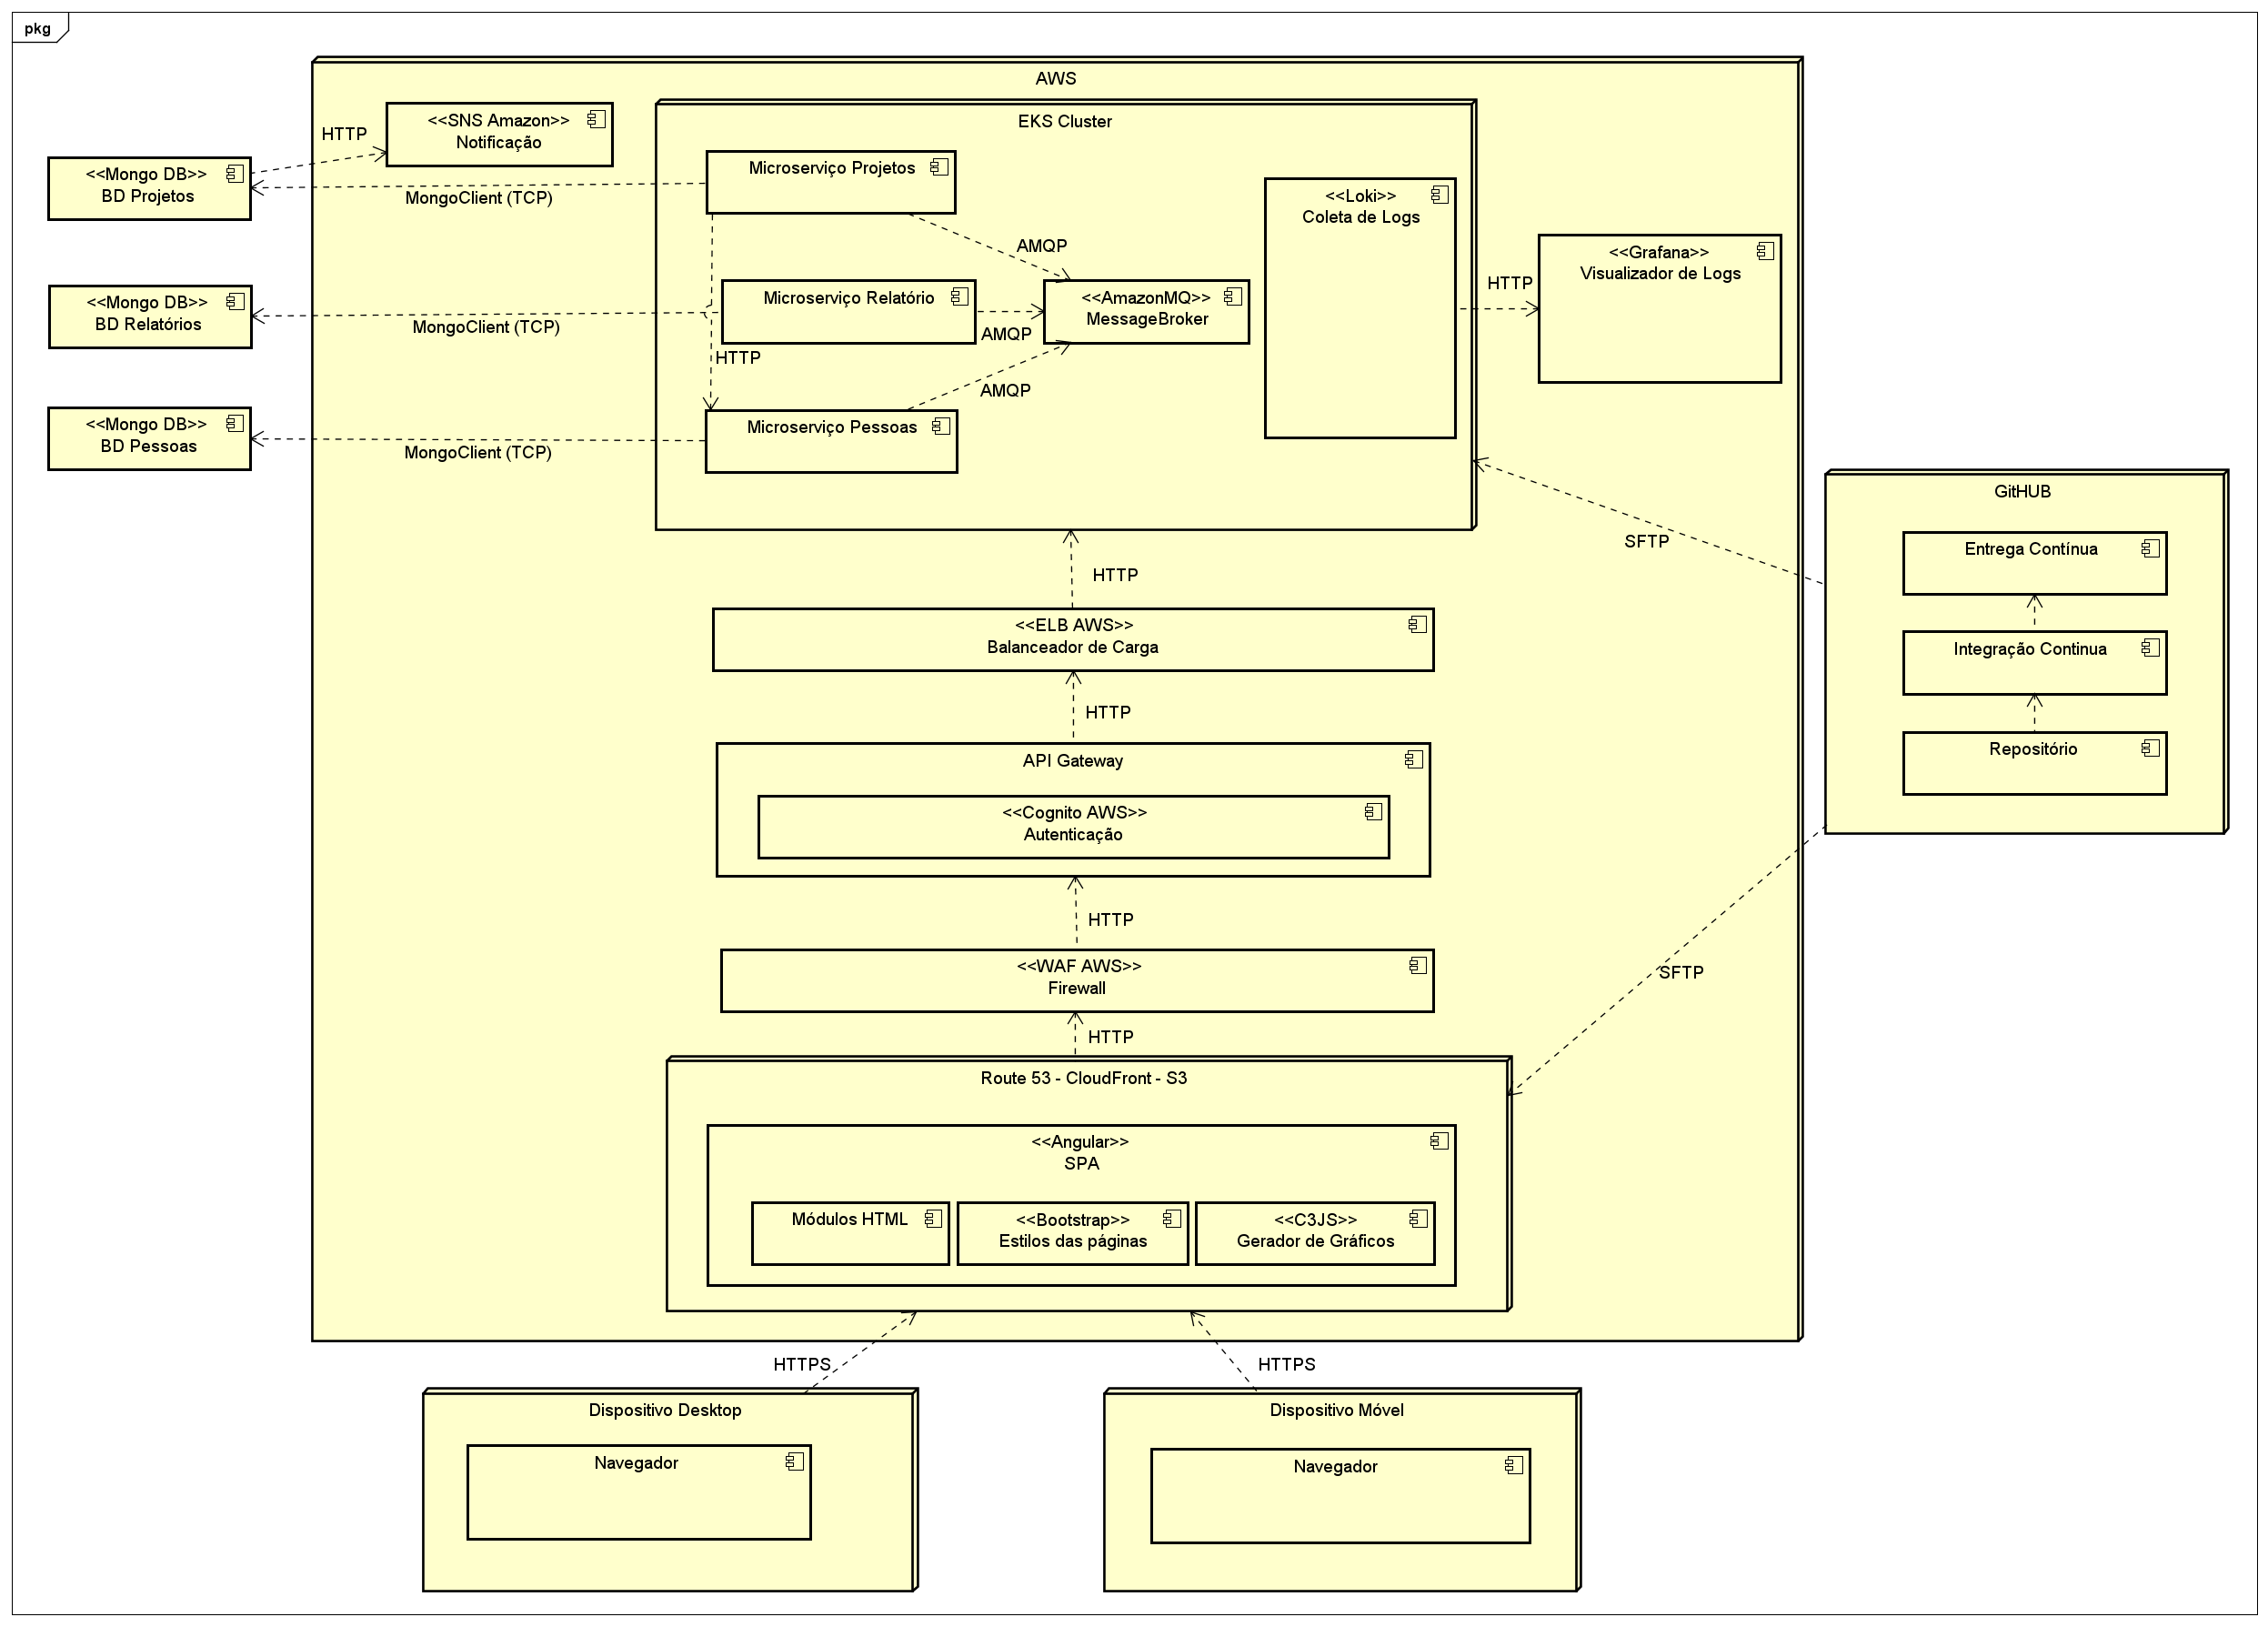 pkg
AWS
<<SNS Amazon>>
Notificação
HTTP
<<Mongo DB>>
BD Projetos
MongoClient (TCP)
EKS Cluster
Microserviço Projetos
AMQP
<<Loki>>
Coleta de Logs
HTTP
<<Grafana>>
Visualizador de Logs
<<Mongo DB>>
BD Relatórios
MongoClient (TCP)
Microserviço Relatório
AMQP
<<AmazonMQ>>
MessageBroker
HTTP
AMQP
<<Mongo DB>>
BD Pessoas
MongoClient (TCP)
Microserviço Pessoas
SFTP
GitHUB
Entrega Contínua
Integração Continua
Repositório
HTTP
<<ELB AWS>>
Balanceador de Carga
HTTP
API Gateway
<<Cognito AWS>>
Autenticação
HTTP
<<WAF AWS>>
Firewall
SFTP
HTTP
Route 53 - CloudFront - S3
<<Angular>>
SPA
Módulos HTML
<<Bootstrap>>
Estilos das páginas
<<C3JS>>
Gerador de Gráficos
HTTPS
HTTPS
Dispositivo Desktop
Navegador
Dispositivo Móvel
Navegador